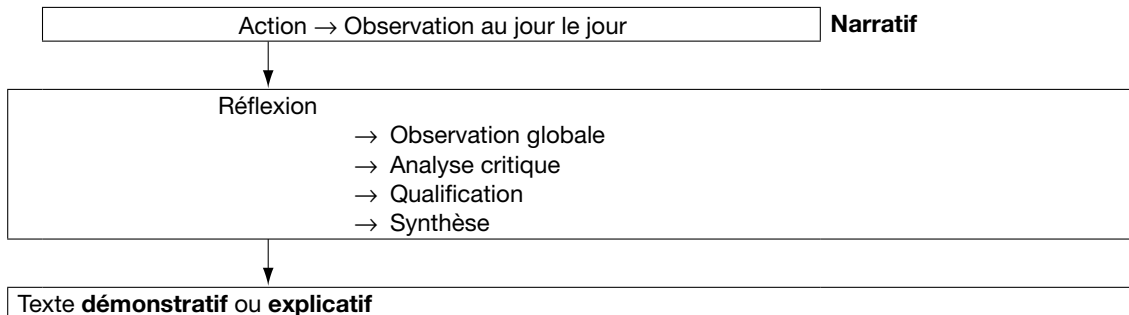 Action → Observation au jour le jour Narratif
Réflexion
→ Observation globale
→ Analyse critique
→ Qualification
→ Synthèse
Texte démonstratif ou explicatif